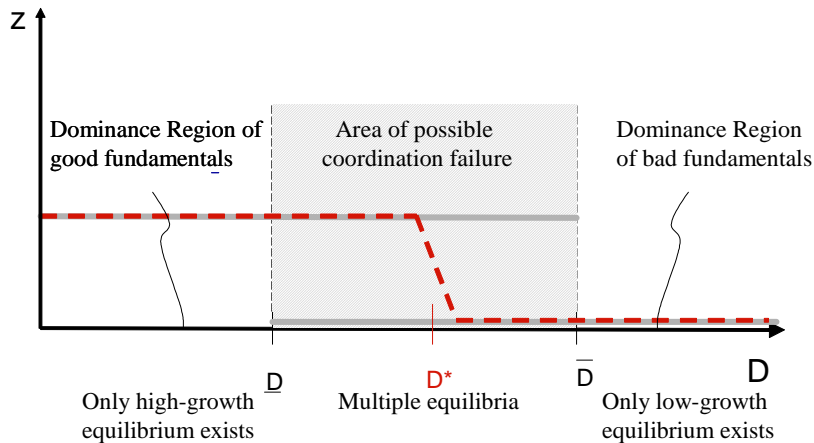 z
Dominance Region of
good fundamentals
Area of possible
coordination failure
Dominance Region
of bad fundamentals
D
D*
D̅
D
Only high-growth
equilibrium exists
Multiple equilibria
Only low-growth
equilibrium exists